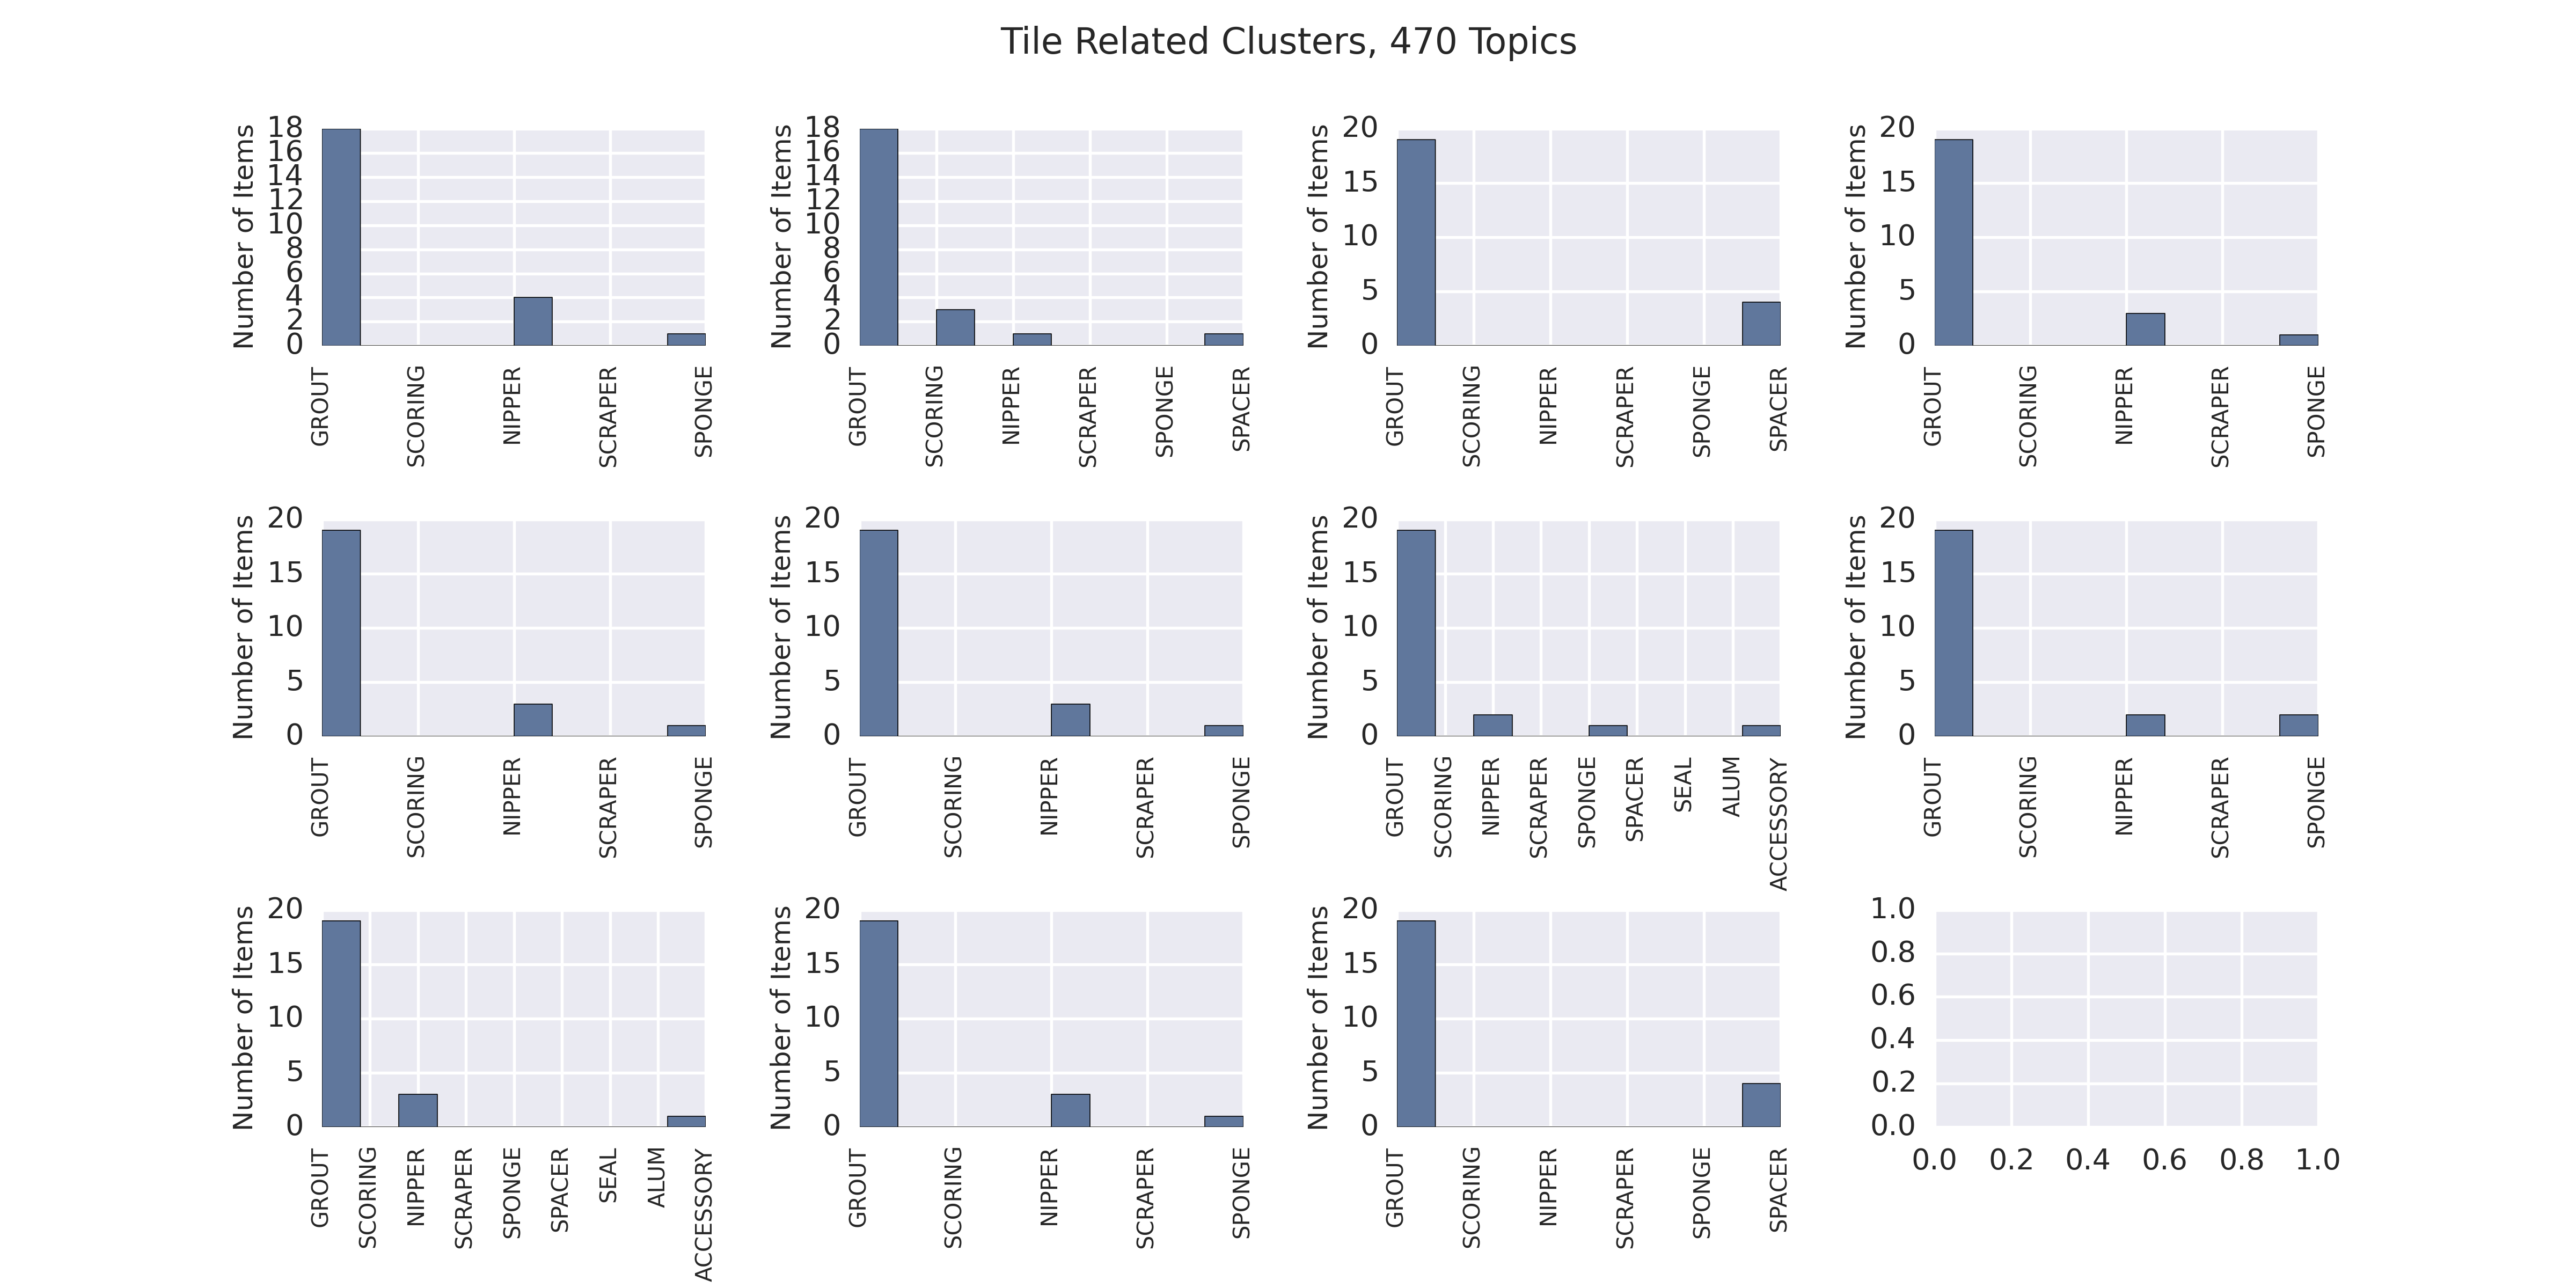 Tile Related Clusters, 470 Topics
Number of Items
18
16
14
12
10
8
6
4
2
0
GROUT
SCORING
NIPPER
SCRAPER
SPONGE
Number of Items
18
16
14
12
10
8
6
4
2
0
GROUT
SCORING
NIPPER
SCRAPER
SPONGE
SPACER
Number of Items
20
15
10
5
0
GROUT
SCORING
NIPPER
SCRAPER
SPONGE
SPACER
Number of Items
20
15
10
5
0
GROUT
SCORING
NIPPER
SCRAPER
SPONGE
Number of Items
20
15
10
5
0
GROUT
SCORING
NIPPER
SCRAPER
SPONGE
Number of Items
20
15
10
5
0
GROUT
SCORING
NIPPER
SCRAPER
SPONGE
Number of Items
20
15
10
5
0
GROUT
SCORING
NIPPER
SCRAPER
SPONGE
SPACER
SEAL
ALUM
ACCESSORY
Number of Items
20
15
10
5
0
GROUT
SCORING
NIPPER
SCRAPER
SPONGE
Number of Items
20
15
10
5
0
GROUT
SCORING
NIPPER
SCRAPER
SPONGE
SPACER
SEAL
ALUM
ACCESSORY
Number of Items
20
15
10
5
0
GROUT
SCORING
NIPPER
SCRAPER
SPONGE
Number of Items
20
15
10
5
0
GROUT
SCORING
NIPPER
SCRAPER
SPONGE
SPACER
1.0
0.8
0.6
0.4
0.2
0.0
0.0 0.2 0.4 0.6 0.8 1.0